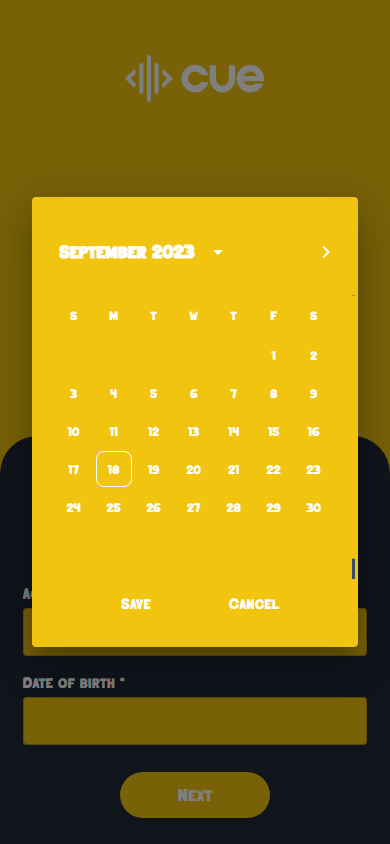 cue
September 2023
S M T W T F S
1 2
3 4 5 6 7 8 9
10 11 12 13 14 15 16
17 18 19 20 21 22 23
24 25 26 27 28 29 30
Save Cancel
Date of birth *
Next